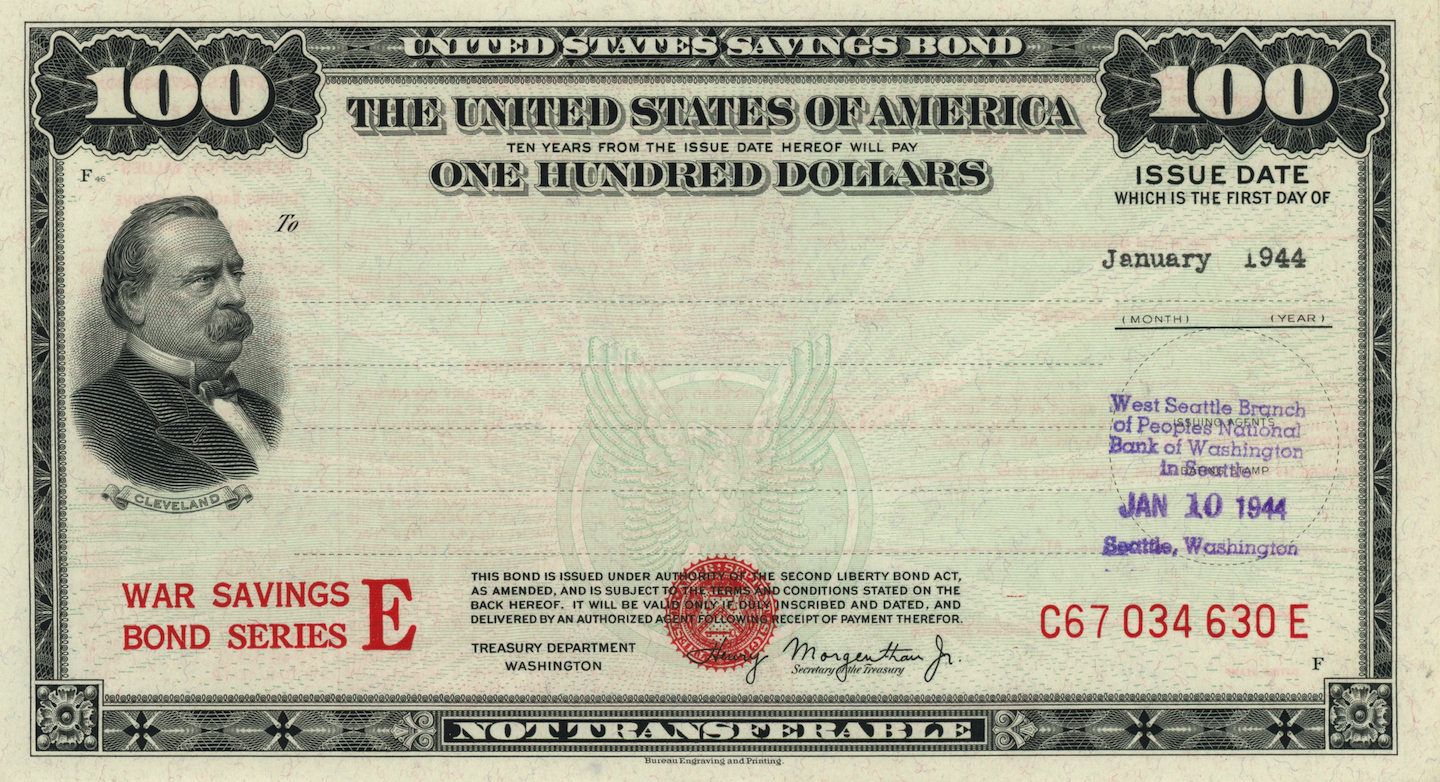 UNITED STATES SAVINGS BOND
100
100
THE UNITED STATES OF AMERICA
TEN YEARS FROM THE ISSUE DATE HEREOF WILL PAY
ONE HUNDRED DOLLARS
F 46
To
ISSUE DATE
WHICH IS THE FIRST DAY OF
January 1944
(MONTH) (YEAR)
West Seattle Branch
ISSUING AGENTS
of Peoples National
Bank of Washington
in Seattle
DATING STAMP
JAN 10 1944
Seattle, Washington
CLEVELAND
WAR SAVINGS
BOND SERIES E
THIS BOND IS ISSUED UNDER AUTHORITY OF THE SECOND LIBERTY BOND ACT,
AS AMENDED, AND IS SUBJECT TO THE TERMS AND CONDITIONS STATED ON THE
BACK HEREOF. IT WILL BE VALID ONLY IF DULY INSCRIBED AND DATED, AND
DELIVERED BY AN AUTHORIZED AGENT FOLLOWING RECEIPT OF PAYMENT THEREFOR.
TREASURY DEPARTMENT
WASHINGTON
Henry Morgenthau Jr.
Secretary of the Treasury
C67 034 630 E
F
NOT TRANSFERABLE
Bureau Engraving and Printing.